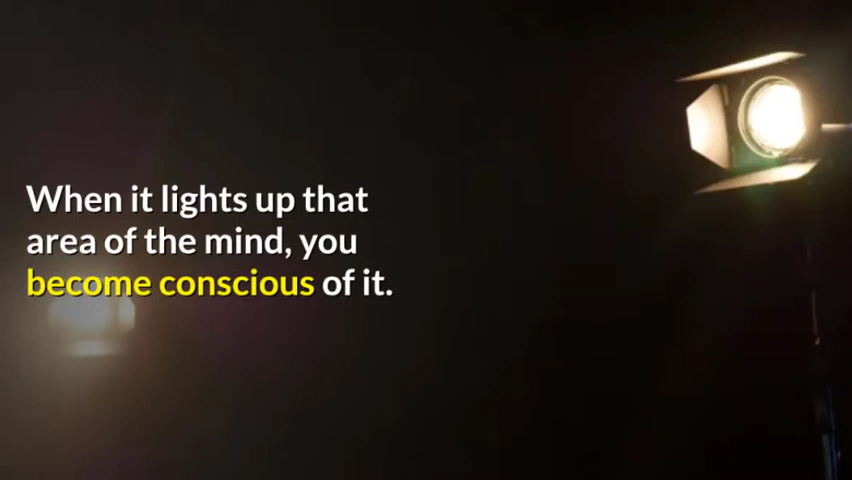 When it lights up that
area of the mind, you
become conscious of it.